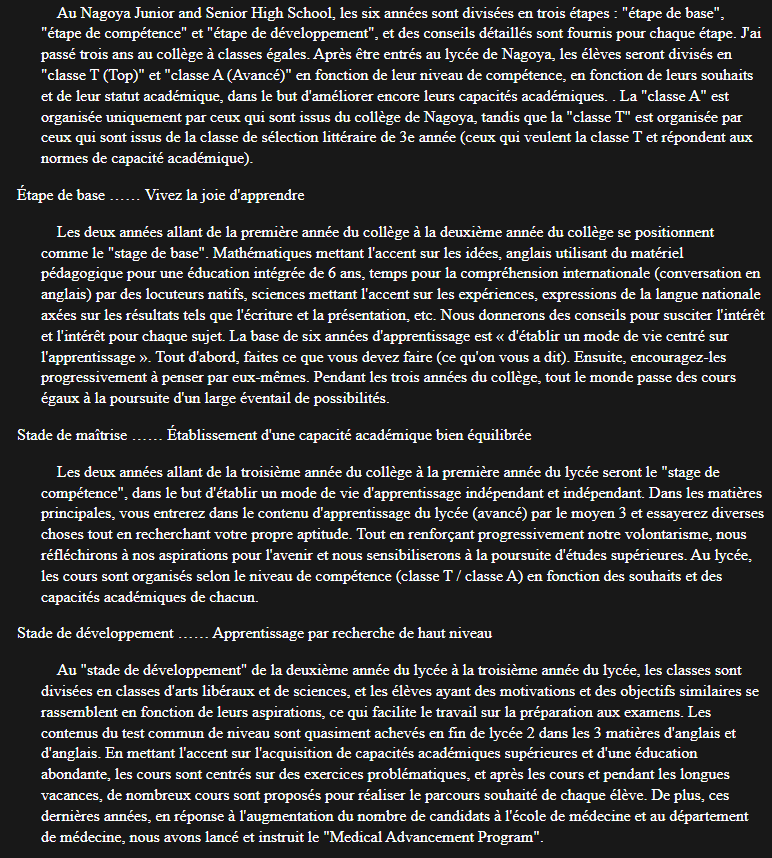 Au Nagoya Junior and Senior High School, les six années sont divisées en trois étapes : "étape de base",
"étape de compétence" et "étape de développement", et des conseils détaillés sont fournis pour chaque étape. J'ai
passé trois ans au collège à classes égales. Après être entrés au lycée de Nagoya, les élèves seront divisés en
"classe T (Top)" et "classe A (Avancé)" en fonction de leur niveau de compétence, en fonction de leurs souhaits
et de leur statut académique, dans le but d'améliorer encore leurs capacités académiques. . La "classe A" est
organisée uniquement par ceux qui sont issus du collège de Nagoya, tandis que la "classe T" est organisée par
ceux qui sont issus de la classe de sélection littéraire de 3e année (ceux qui veulent la classe T et répondent aux
normes de capacité académique).
Étape de base …… Vivez la joie d'apprendre
Les deux années allant de la première année du collège à la deuxième année du collège se positionnent
comme le "stage de base". Mathématiques mettant l'accent sur les idées, anglais utilisant du matériel
pédagogique pour une éducation intégrée de 6 ans, temps pour la compréhension internationale (conversation en
anglais) par des locuteurs natifs, sciences mettant l'accent sur les expériences, expressions de la langue nationale
axées sur les résultats tels que l'écriture et la présentation, etc. Nous donnerons des conseils pour susciter l'intérêt
et l'intérêt pour chaque sujet. La base de six années d'apprentissage est « d'établir un mode de vie centré sur
l'apprentissage ». Tout d'abord, faites ce que vous devez faire (ce qu'on vous a dit). Ensuite, encouragez-les
progressivement à penser par eux-mêmes. Pendant les trois années du collège, tout le monde passe des cours
égaux à la poursuite d'un large éventail de possibilités.
Stade de maîtrise …… Établissement d'une capacité académique bien équilibrée
Les deux années allant de la troisième année du collège à la première année du lycée seront le "stage de
compétence", dans le but d'établir un mode de vie d'apprentissage indépendant et indépendant. Dans les matières
principales, vous entrerez dans le contenu d'apprentissage du lycée (avancé) par le moyen 3 et essayerez diverses
choses tout en recherchant votre propre aptitude. Tout en renforçant progressivement notre volontarisme, nous
réfléchirons à nos aspirations pour l'avenir et nous sensibiliserons à la poursuite d'études supérieures. Au lycée,
les cours sont organisés selon le niveau de compétence (classe T / classe A) en fonction des souhaits et des
capacités académiques de chacun.
Stade de développement …… Apprentissage par recherche de haut niveau
Au "stade de développement" de la deuxième année du lycée à la troisième année du lycée, les classes sont
divisées en classes d'arts libéraux et de sciences, et les élèves ayant des motivations et des objectifs similaires se
rassemblent en fonction de leurs aspirations, ce qui facilite le travail sur la préparation aux examens. Les
contenus du test commun de niveau sont quasiment achevés en fin de lycée 2 dans les 3 matières d'anglais et
d'anglais. En mettant l'accent sur l'acquisition de capacités académiques supérieures et d'une éducation
abondante, les cours sont centrés sur des exercices problématiques, et après les cours et pendant les longues
vacances, de nombreux cours sont proposés pour réaliser le parcours souhaité de chaque élève. De plus, ces
dernières années, en réponse à l'augmentation du nombre de candidats à l'école de médecine et au département
de médecine, nous avons lancé et instruit le "Medical Advancement Program".